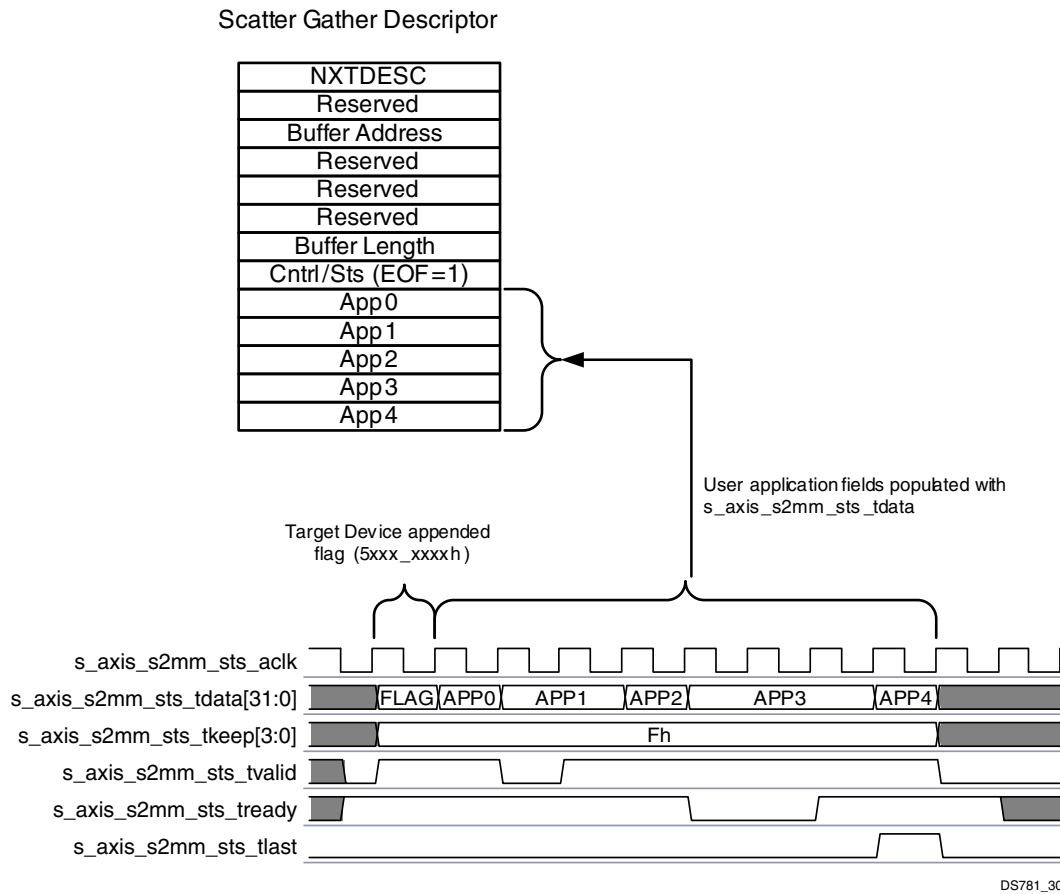 Scatter Gather Descriptor
NXTDESC
Reserved
Buffer Address
Reserved
Reserved
Reserved
Buffer Length
Cntrl/Sts (EOF=1)
App0
App1
App2
App3
App4
User application fields populated with
s_axis_s2mm_sts_tdata
Target Device appended
flag (5xxx_xxxxh)
s_axis_s2mm_sts_aclk
s_axis_s2mm_sts_tdata[31:0] FLAG APP0 APP1 APP2 APP3 APP4
s_axis_s2mm_sts_tkeep[3:0] Fh
s_axis_s2mm_sts_tvalid
s_axis_s2mm_sts_tready
s_axis_s2mm_sts_tlast